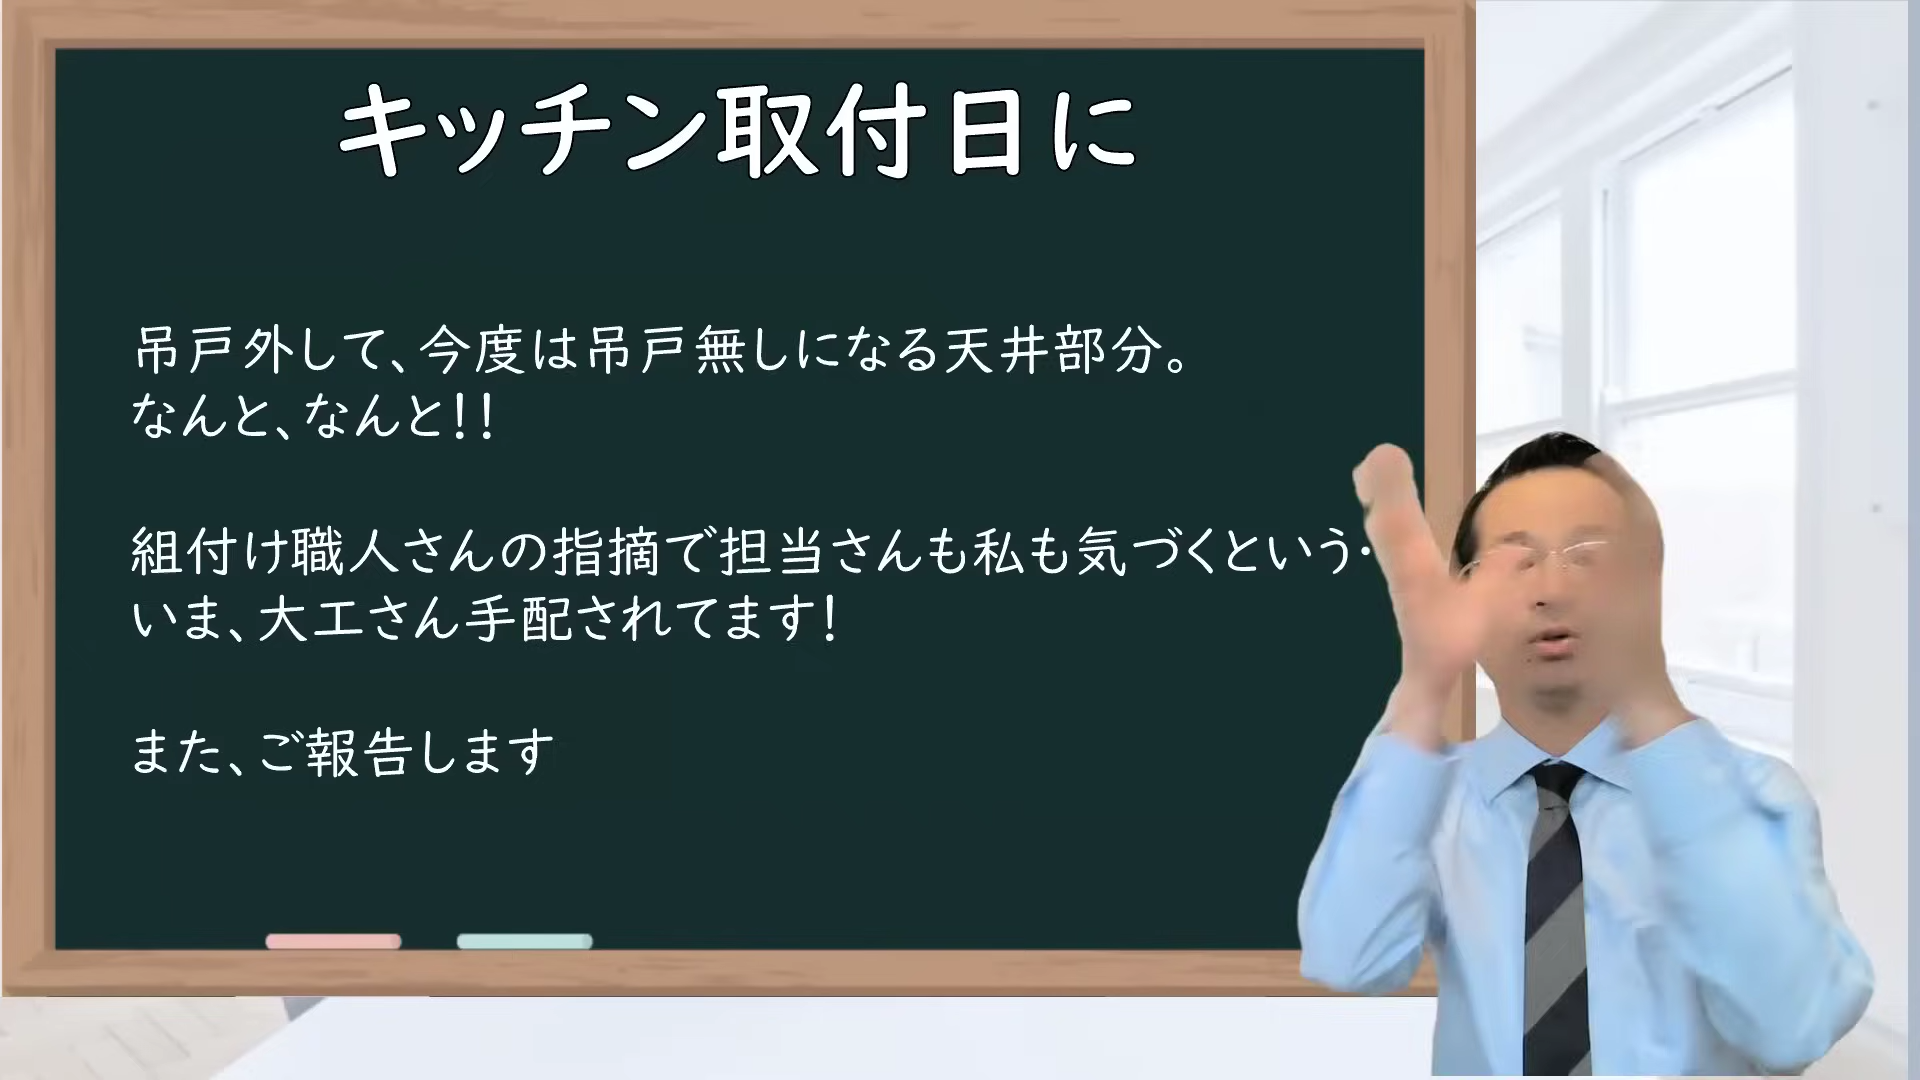 キッチン取付日に
吊戸外して、今度は吊戸無しになる天井部分。
なんと、なんと！！
組付け職人さんの指摘で担当さんも私も気づくという・
いま、大工さん手配されてます！
また、ご報告します